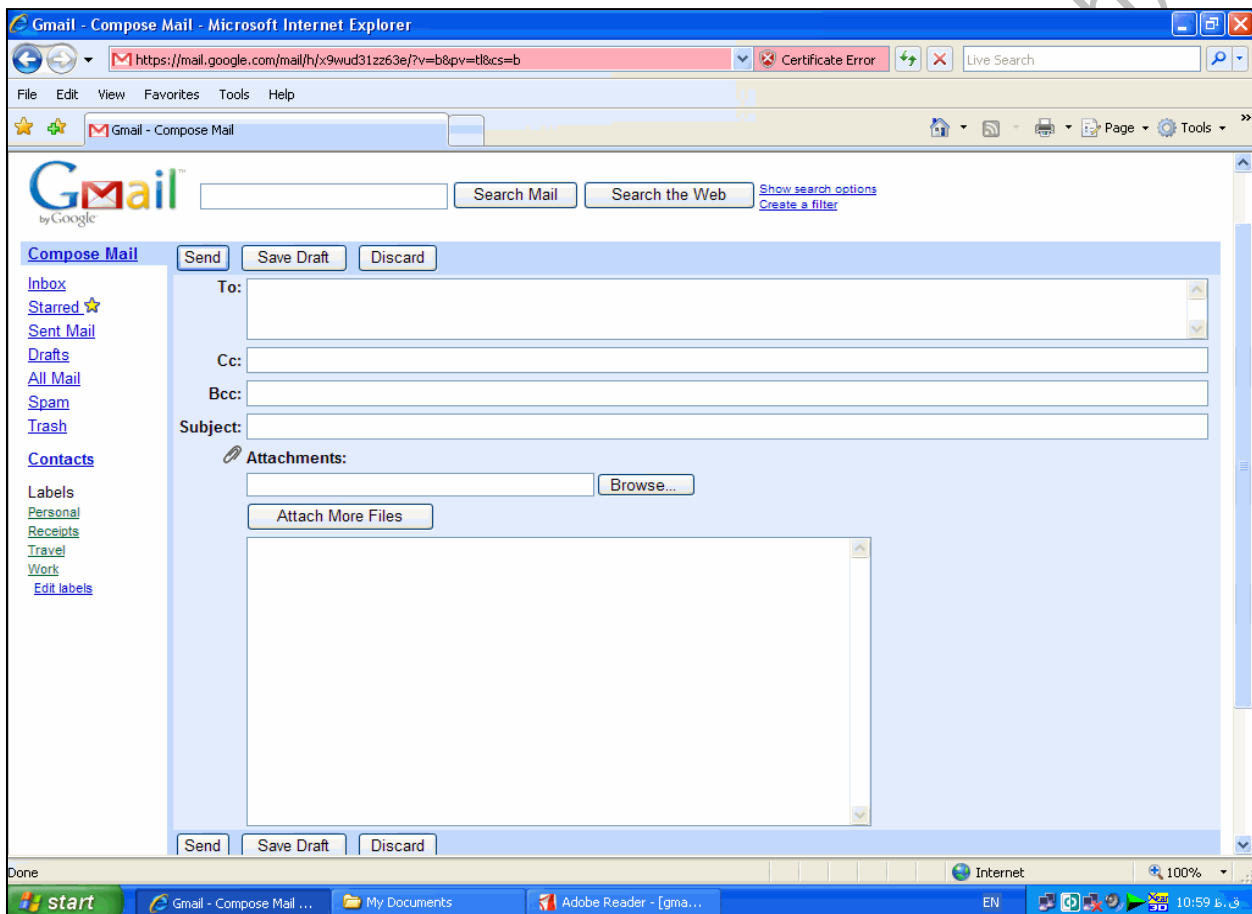 Gmail - Compose Mail - Microsoft Internet Explorer
https://mail.google.com/mail/h/x9wud31zz63e/?v=b&pv=tl&cs=b
Certificate Error
Live Search
File Edit View Favorites Tools Help
Gmail - Compose Mail
Page Tools
Gmail™
by Google
Search Mail
Search the Web
Show search options
Create a filter
Compose Mail
Inbox
Starred
Sent Mail
Drafts
All Mail
Spam
Trash
Contacts
Labels
Personal
Receipts
Travel
Work
Edit labels
Send Save Draft Discard
To:
Cc:
Bcc:
Subject:
Attachments:
Browse...
Attach More Files
Send Save Draft Discard
Done
Internet
100%
start
Gmail - Compose Mail ...
My Documents
Adobe Reader - [gma...
EN
10:59 ق.ظ